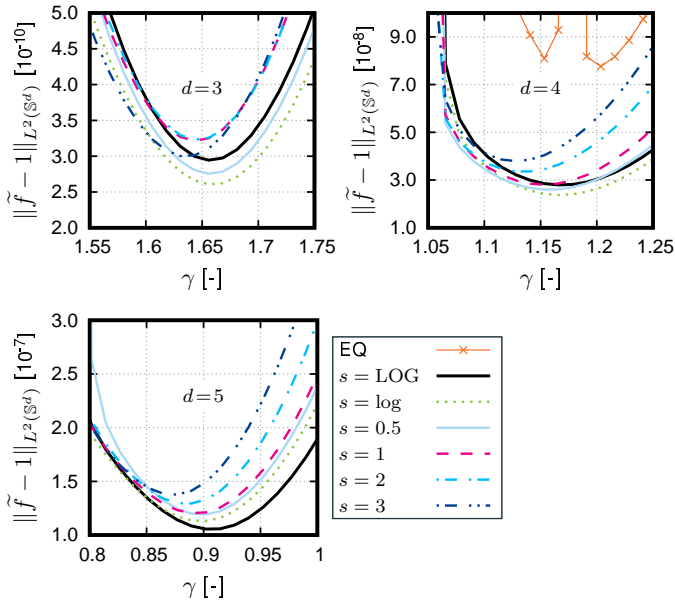 ‖f̃ − 1‖L²(𝕊ᵈ) [10⁻¹⁰]
5.0
4.5
4.0
3.5
3.0
2.5
2.0
d=3
1.55
1.6
1.65
1.7
1.75
γ [-]
‖f̃ − 1‖L²(𝕊ᵈ) [10⁻⁸]
9.0
7.0
5.0
3.0
1.0
d=4
1.05
1.1
1.15
1.2
1.25
γ [-]
‖f̃ − 1‖L²(𝕊ᵈ) [10⁻⁷]
3.0
2.5
2.0
1.5
1.0
d=5
0.8
0.85
0.9
0.95
1
γ [-]
EQ
s = LOG
s = log
s = 0.5
s = 1
s = 2
s = 3